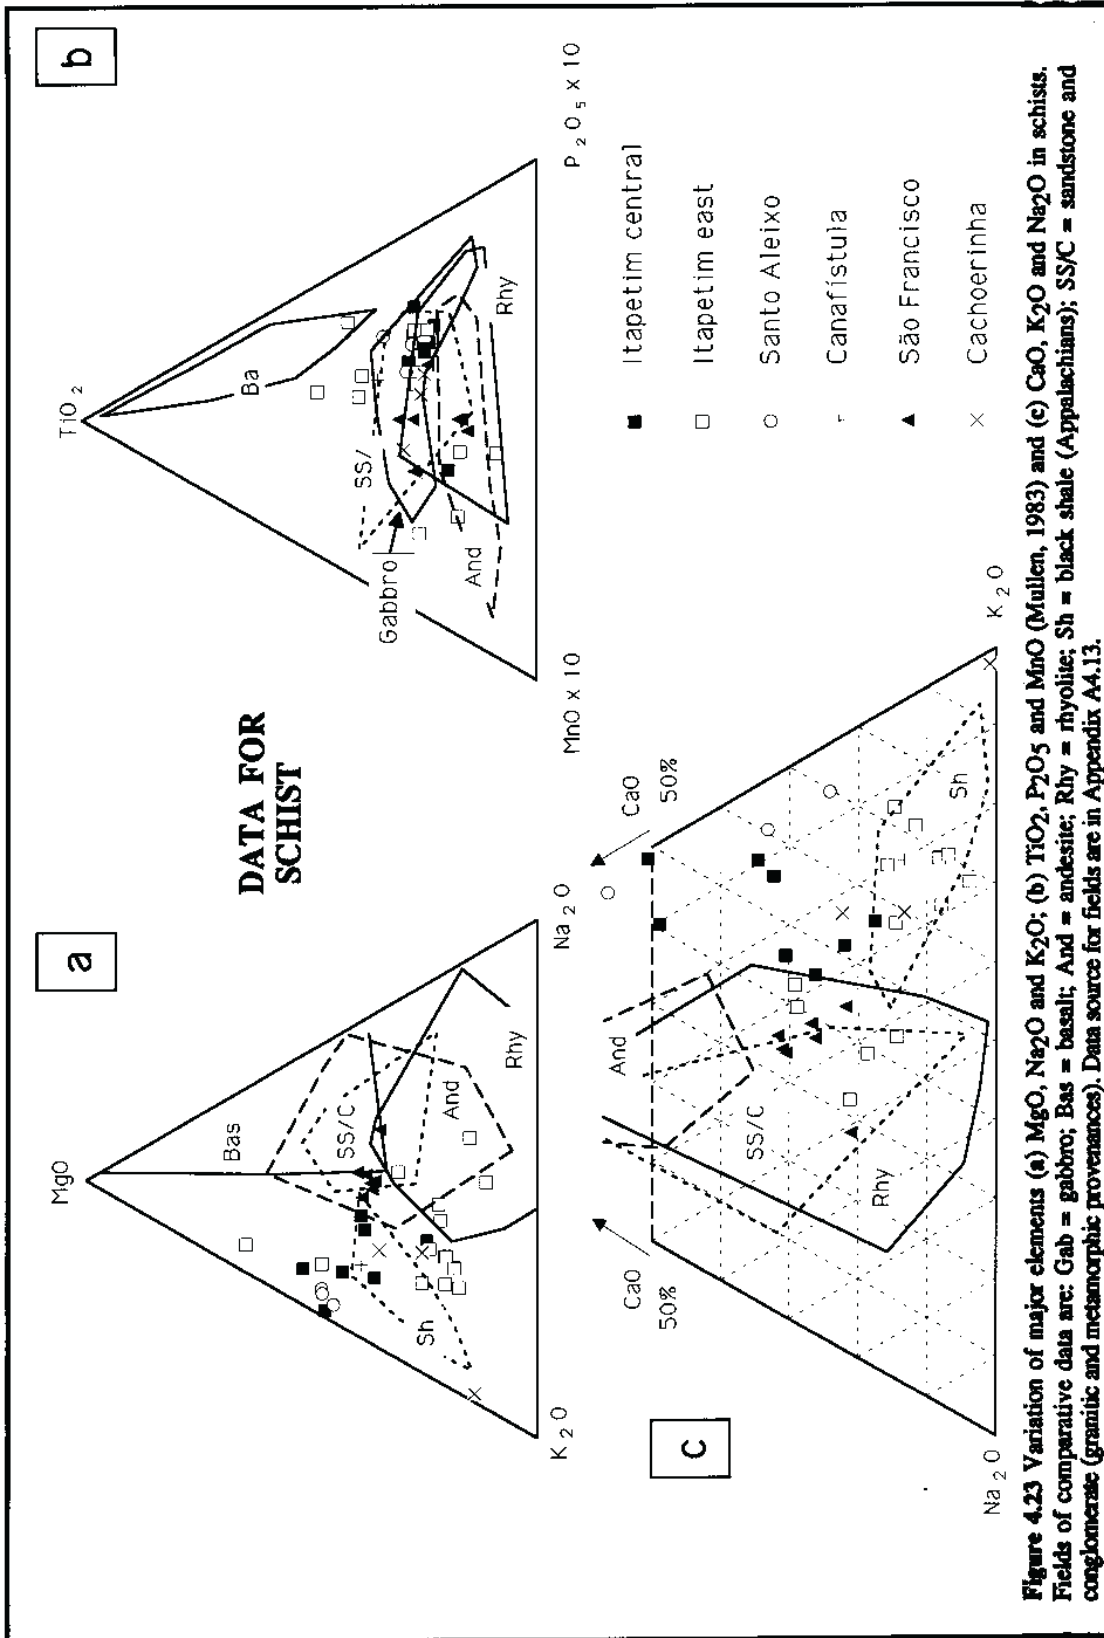 a
MgO
Bas
SS/C
And
Rhy
Sh
K2O
Na2O
DATA FOR
SCHIST
b
TiO2
Ba
SS/
Gabbro
And
Rhy
MnO x 10
P2O5 x 10
c
CaO
50%
And
CaO
50%
SS/C
Rhy
Sh
Na2O
K2O
Itapetim central
Itapetim east
Santo Aleixo
Canafístula
São Francisco
Cachoerinha
Figure 4.23 Variation of major elements (a) MgO, Na2O and K2O; (b) TiO2, P2O5 and MnO (Mullen, 1983) and (c) CaO, K2O and Na2O in schists.
Fields of comparative data are: Gab = gabbro; Bas = basalt; And = andesite; Rhy = rhyolite; Sh = black shale (Appalachians); SS/C = sandstone and
conglomerate (granitic and metamorphic provenances). Data source for fields are in Appendix A4.13.